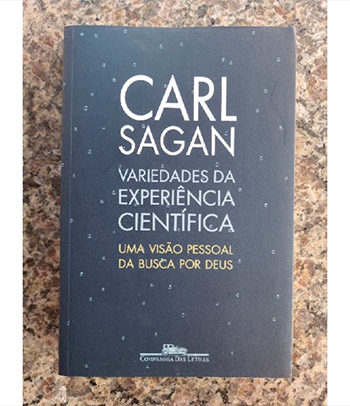 CARL
SAGAN
VARIEDADES DA
EXPERIÊNCIA
CIENTÍFICA
UMA VISÃO PESSOAL
DA BUSCA POR DEUS
COMPANHIA DAS LETRAS